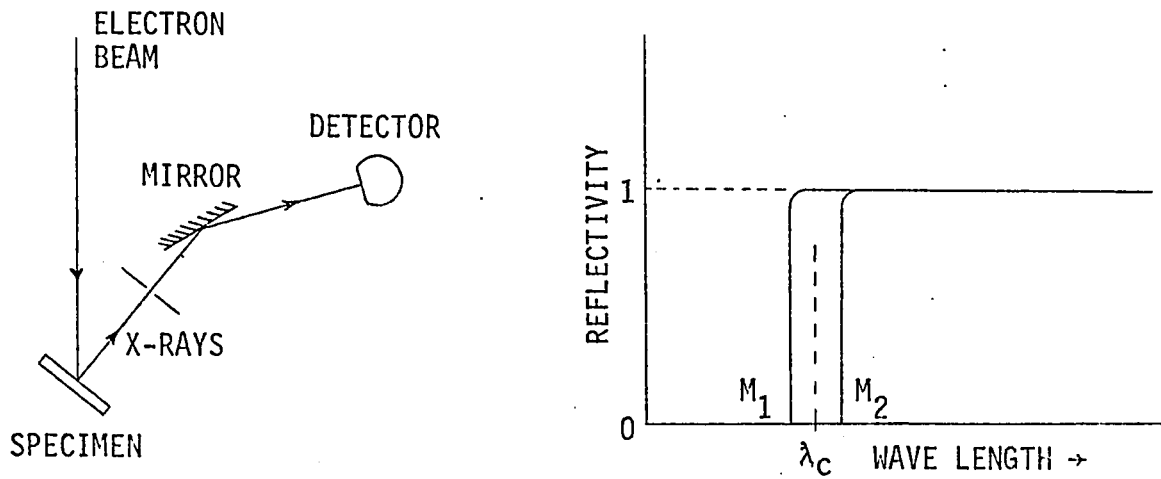 ELECTRON
BEAM
DETECTOR
MIRROR
X-RAYS
SPECIMEN
REFLECTIVITY
1
0
M1
M2
λc
WAVE LENGTH →